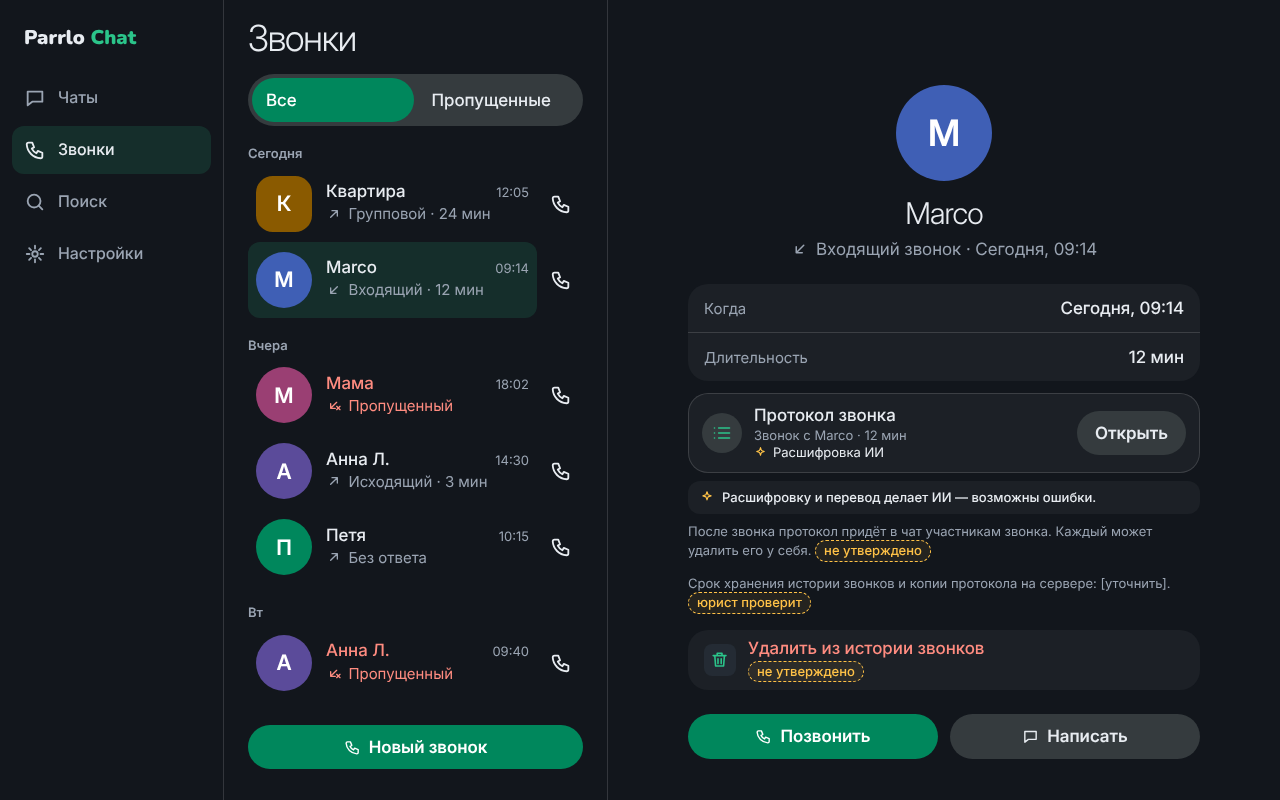 Parrlo Chat
Чаты
Звонки
Поиск
Настройки
Звонки
Все
Пропущенные
Сегодня
К
Квартира
12:05
Групповой · 24 мин
M
Marco
09:14
Входящий · 12 мин
Вчера
М
Мама
18:02
Пропущенный
А
Анна Л.
14:30
Исходящий · 3 мин
П
Петя
10:15
Без ответа
Вт
А
Анна Л.
09:40
Пропущенный
Новый звонок
M
Marco
Входящий звонок · Сегодня, 09:14
Когда
Сегодня, 09:14
Длительность
12 мин
Протокол звонка
Звонок с Marco · 12 мин
Расшифровка ИИ
Открыть
Расшифровку и перевод делает ИИ — возможны ошибки.
После звонка протокол придёт в чат участникам звонка. Каждый может
удалить его у себя. не утверждено
Срок хранения истории звонков и копии протокола на сервере: [уточнить].
юрист проверит
Удалить из истории звонков
не утверждено
Позвонить
Написать